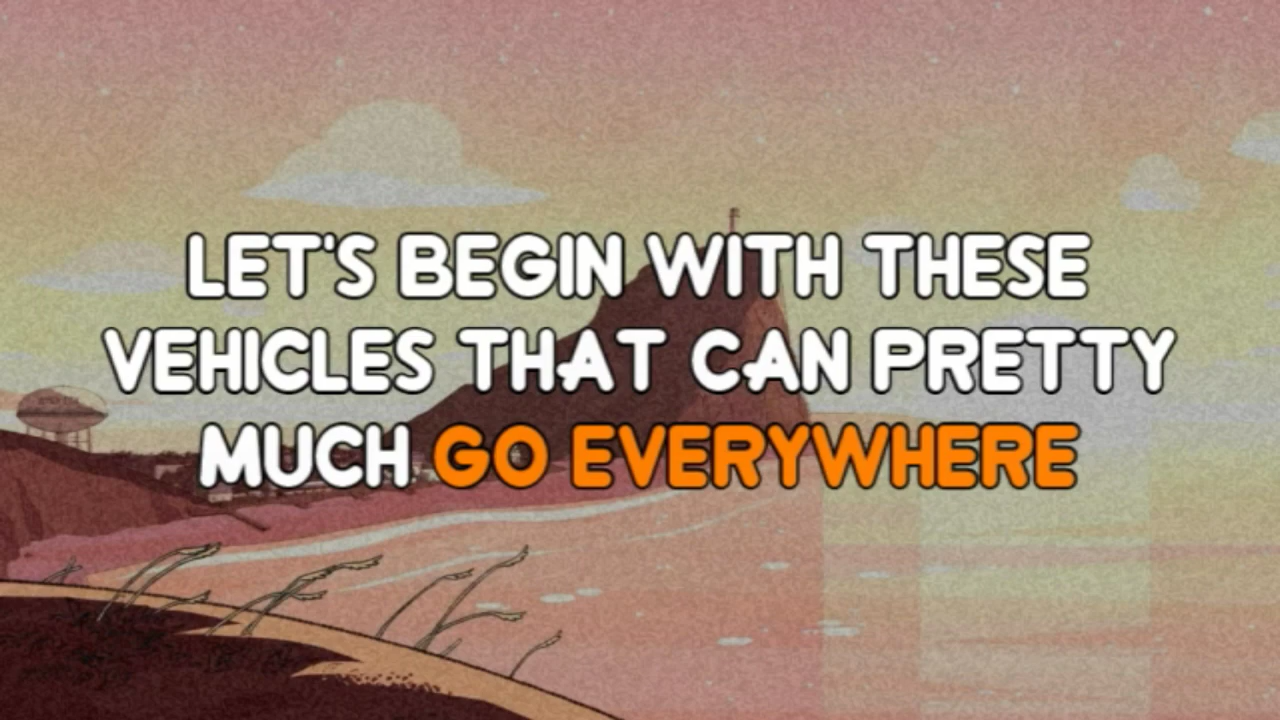 LET'S BEGIN WITH THESE
VEHICLES THAT CAN PRETTY
MUCH GO EVERYWHERE